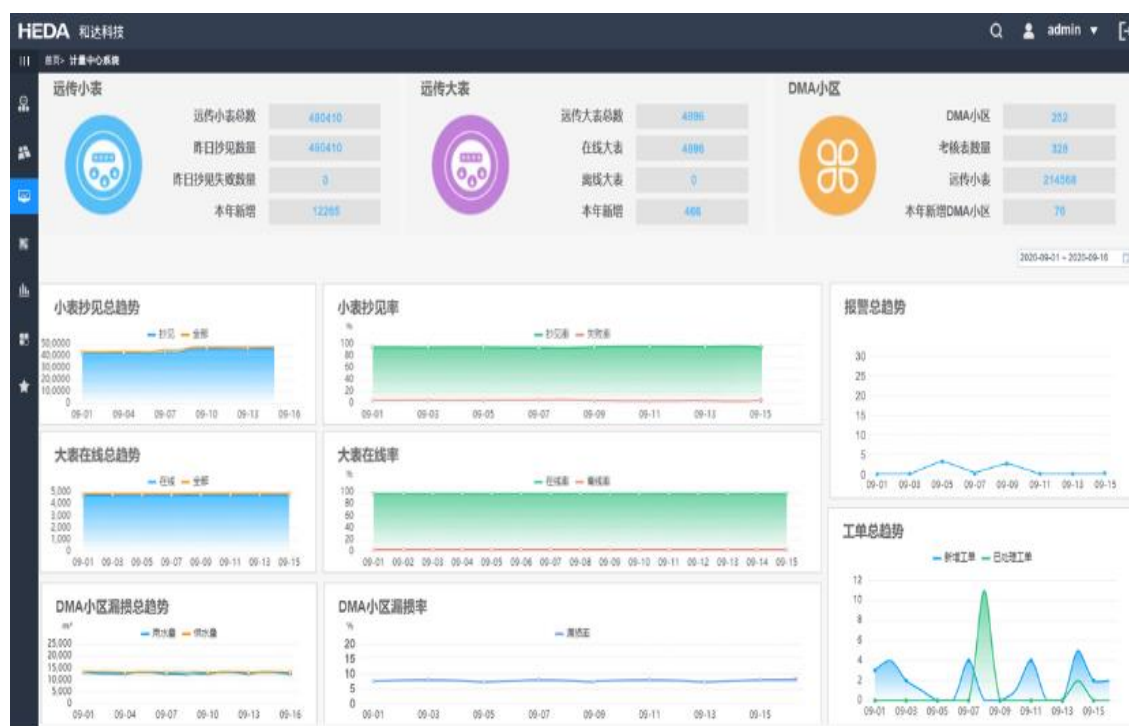 HEDA 和达科技
admin
首页> 计量中心系统
远传小表
远传小表总数 480410
昨日抄见数量 480410
昨日抄见失败数量 0
本年新增 12265
远传大表
远传大表总数 4896
在线大表 4896
离线大表 0
本年新增 466
DMA小区
DMA小区 252
考核表数量 328
远传小表 214568
本年新增DMA小区 70
2020-09-01 ~ 2020-09-16
小表抄见总趋势
抄见 全部
50,0000
40,0000
30,0000
20,0000
10,0000
0
09-01 09-04 09-07 09-10 09-13 09-16
小表抄见率
%
抄见率 失败率
100
80
60
40
20
0
09-01 09-03 09-05 09-07 09-09 09-11 09-13 09-15
报警总趋势
30
25
20
15
10
5
0
09-01 09-03 09-05 09-07 09-09 09-11 09-13 09-15
大表在线总趋势
在线 全部
5,000
4,000
3,000
2,000
1,000
0
09-01 09-03 09-05 09-07 09-09 09-11 09-13 09-15
大表在线率
%
在线率 离线率
100
80
60
40
20
0
09-01 09-02 09-03 09-04 09-05 09-06 09-07 09-08 09-09 09-10 09-11 09-12 09-13 09-14 09-15
工单总趋势
新增工单 已处理工单
12
10
8
6
4
2
0
09-01 09-03 09-05 09-07 09-09 09-11 09-13 09-15
DMA小区漏损总趋势
m³
用水量 供水量
25,000
20,000
15,000
10,000
5,000
0
09-01 09-04 09-07 09-10 09-13 09-16
DMA小区漏损率
%
漏损率
20
15
10
5
0
09-01 09-03 09-05 09-07 09-09 09-11 09-13 09-15